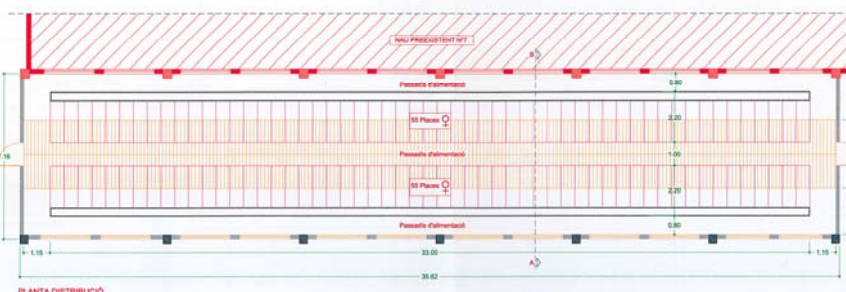 NAU PREEXISTENT Nº7
B
Passadís d'alimentació
0.80
55 Places
2.20
7.16
Passadís d'alimentació
1.00
55 Places
2.20
Passadís d'alimentació
0.80
1.15
33.00
1.15
A
35.62
PLANTA DISTRIBUCIÓ